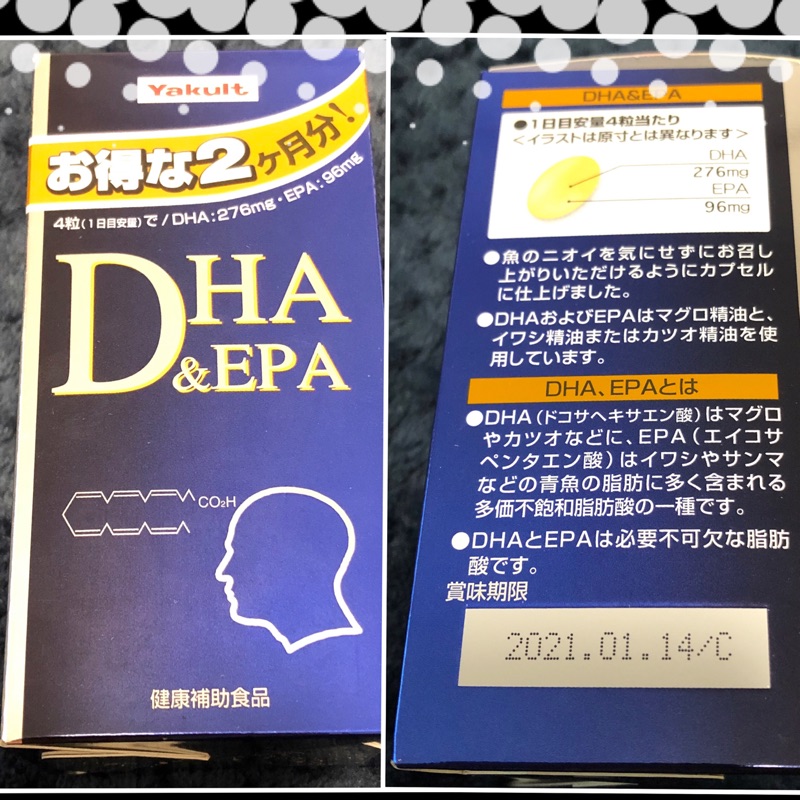 Yakult
お得な2ヶ月分!
4粒(1日目安量)で/DHA:276mg・EPA:96mg
DHA
&EPA
CO2H
健康補助食品
DHA&EPA
●1日目安量4粒当たり
<イラストは原寸とは異なります>
DHA
276mg
EPA
96mg
●魚のニオイを気にせずにお召し
上がりいただけるようにカプセル
に仕上げました。
●DHAおよびEPAはマグロ精油と、
イワシ精油またはカツオ精油を使
用しています。
DHA、EPAとは
●DHA(ドコサヘキサエン酸)はマグロ
やカツオなどに、EPA(エイコサ
ペンタエン酸)はイワシやサンマ
などの青魚の脂肪に多く含まれる
多価不飽和脂肪酸の一種です。
●DHAとEPAは必要不可欠な脂肪
酸です。
賞味期限
2021.01.14/C